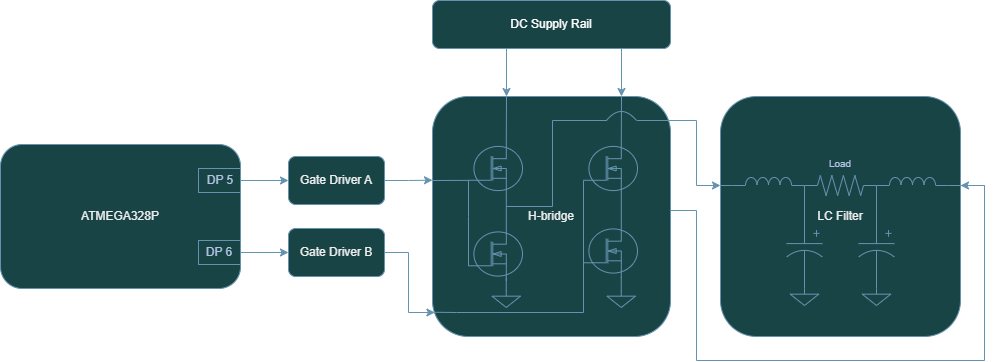 DC Supply Rail
DP 5
Gate Driver A
Load
ATMEGA328P
H-bridge
LC Filter
+
+
DP 6
Gate Driver B